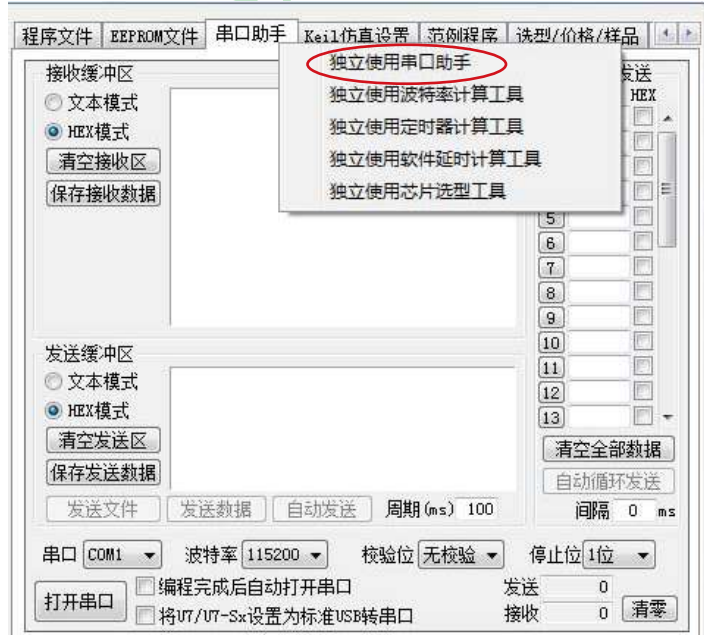 程序文件 EEPROM文件 串口助手 Keil仿真设置 范例程序 选型/价格/样品
独立使用串口助手
独立使用波特率计算工具
独立使用定时器计算工具
独立使用软件延时计算工具
独立使用芯片选型工具
接收缓冲区
文本模式
HEX模式
清空接收区
保存接收数据
发送
HEX
5
6
7
8
9
10
11
12
13
清空全部数据
自动循环发送
间隔 0 ms
发送缓冲区
文本模式
HEX模式
清空发送区
保存发送数据
发送文件 发送数据 自动发送 周期(ms) 100
串口 COM1 波特率 115200 校验位 无校验 停止位 1位
打开串口
编程完成后自动打开串口
将U7/U7-Sx设置为标准USB转串口
发送 0
接收 0
清零